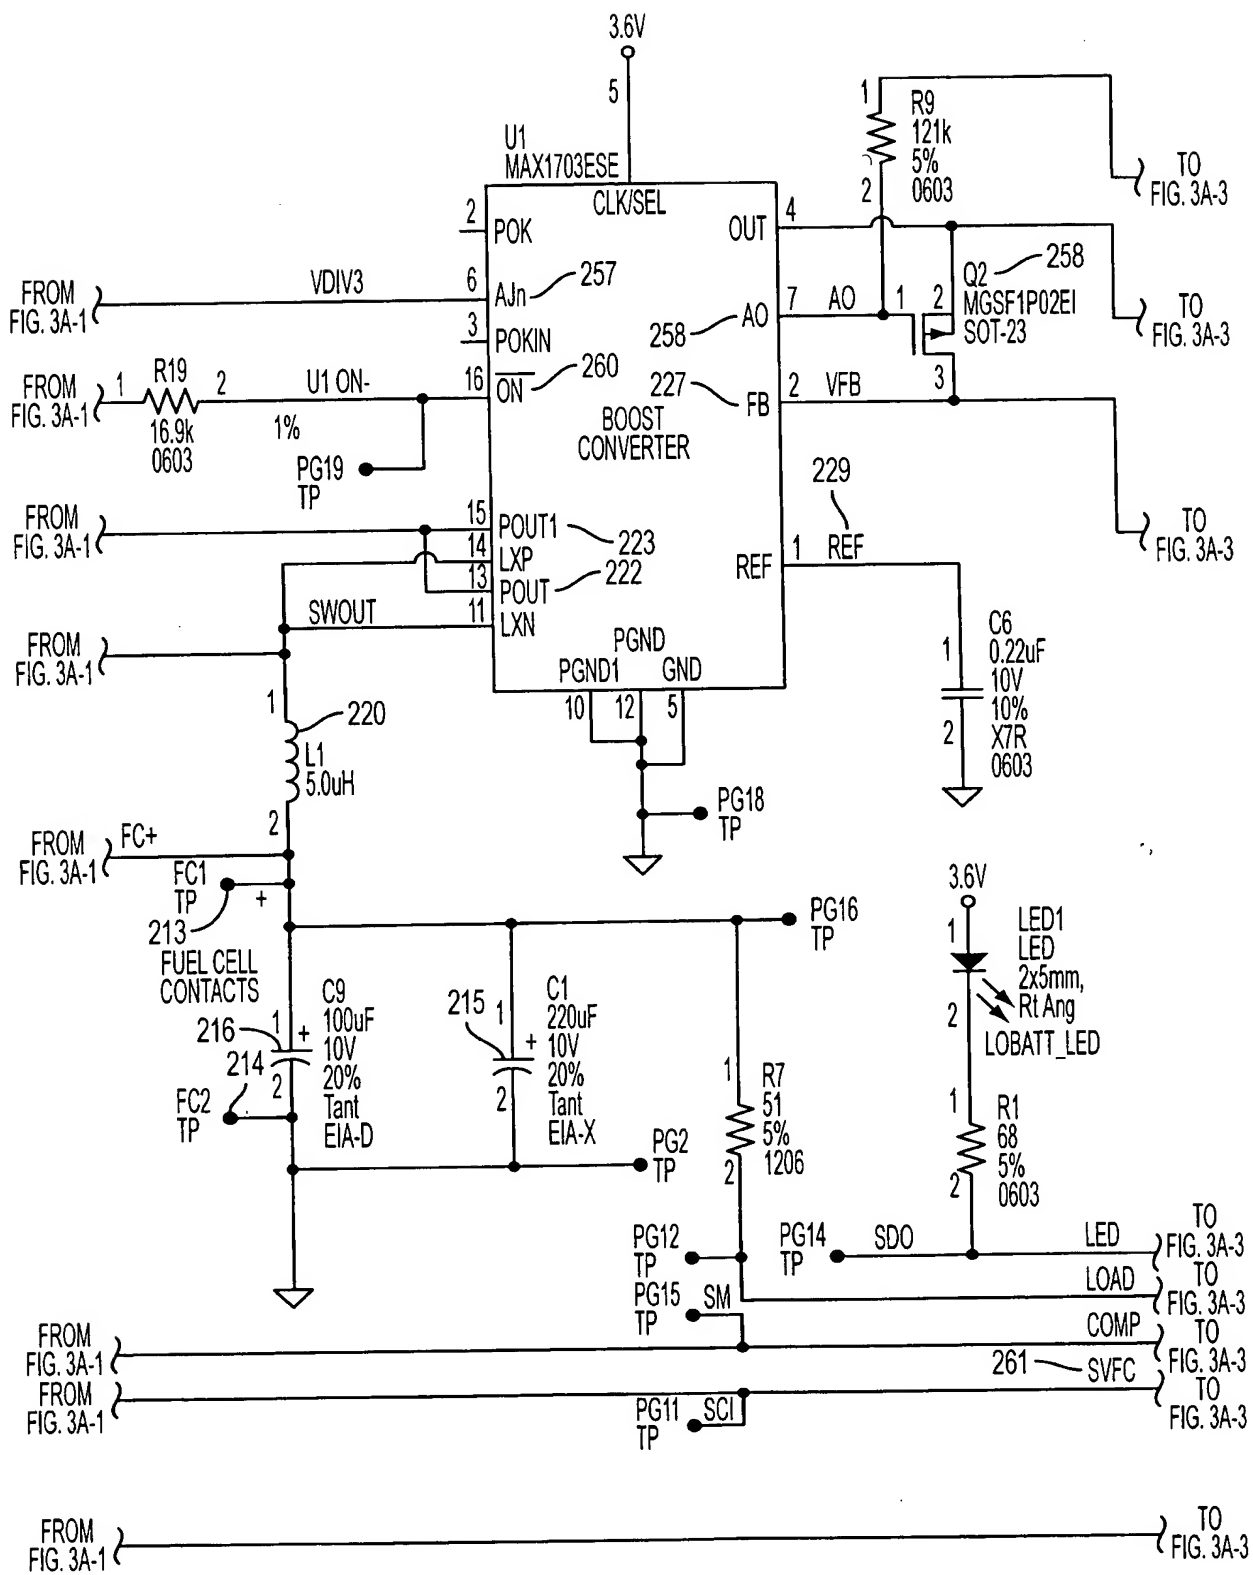 3.6V
5
U1
MAX1703ESE
CLK/SEL
1
R9
121k
5%
0603
2
TO
FIG. 3A-3
2
POK
OUT
4
FROM
FIG. 3A-1
VDIV3
6
AJn
257
Q2
258
MGSF1P02EI
SOT-23
1
2
3
TO
FIG. 3A-3
3
POKIN
258
AO
7
AO
FROM
FIG. 3A-1
1
R19
2
16.9k
0603
U1 ON-
1%
16
ON
260
227
FB
2
VFB
BOOST
CONVERTER
PG19
TP
229
FROM
FIG. 3A-1
15
POUT1
223
14
LXP
13
POUT
222
11
LXN
SWOUT
REF
1
REF
TO
FIG. 3A-3
FROM
FIG. 3A-1
PGND
PGND1
GND
10
12
5
1
C6
0.22uF
10V
10%
X7R
0603
2
1
220
L1
5.0uH
2
PG18
TP
FROM
FIG. 3A-1
FC+
FC1
TP
+
213
FUEL CELL
CONTACTS
PG16
TP
3.6V
1
LED1
LED
2x5mm,
Rt Ang
LOBATT_LED
2
216
1
+
C9
100uF
10V
20%
Tant
EIA-D
2
214
FC2
TP
215
1
+
C1
220uF
10V
20%
Tant
EIA-X
2
1
R7
51
5%
1206
2
1
R1
68
5%
0603
2
PG2
TP
PG12
TP
PG14
TP
SDO
LED
TO
FIG. 3A-3
PG15
TP
SM
LOAD
TO
FIG. 3A-3
FROM
FIG. 3A-1
COMP
TO
FIG. 3A-3
FROM
FIG. 3A-1
261
SVFC
TO
FIG. 3A-3
PG11
TP
SCI
FROM
FIG. 3A-1
TO
FIG. 3A-3